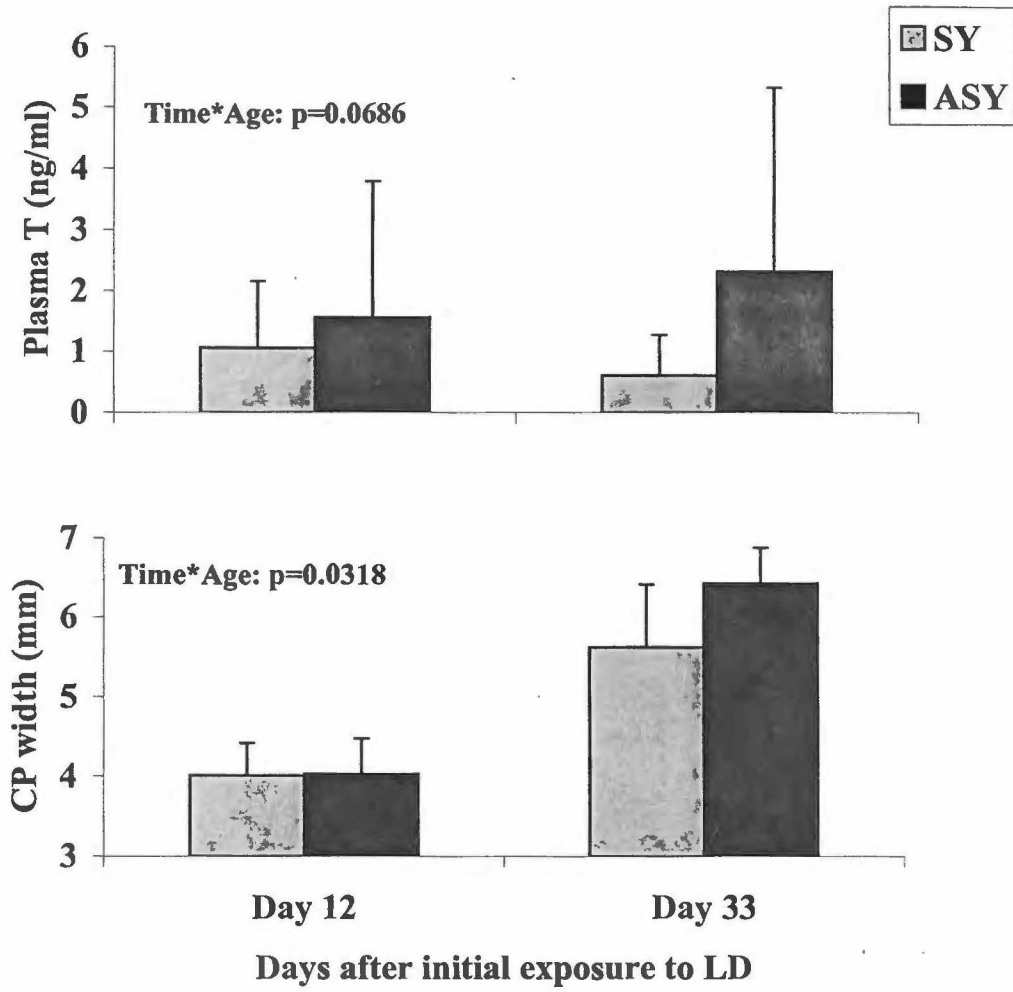 SY
ASY
Plasma T (ng/ml)
6
5
4
3
2
1
0
Time*Age: p=0.0686
CP width (mm)
7
6
5
4
3
Time*Age: p=0.0318
Day 12 Day 33
Days after initial exposure to LD